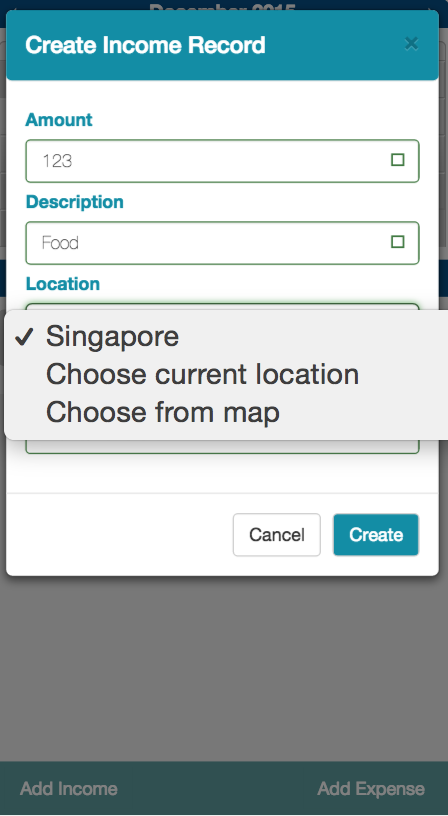 December 2015
Create Income Record ×
Amount
123
Description
Food
Location
✓ Singapore
Choose current location
Choose from map
Cancel Create
Add Income Add Expense